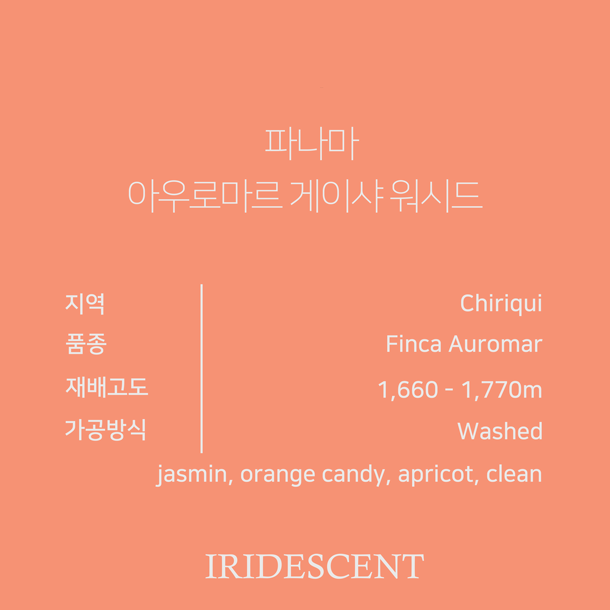 파나마
아우로마르 게이샤 워시드
지역 Chiriqui
품종 Finca Auromar
재배고도 1,660 - 1,770m
가공방식 Washed
jasmin, orange candy, apricot, clean
IRIDESCENT